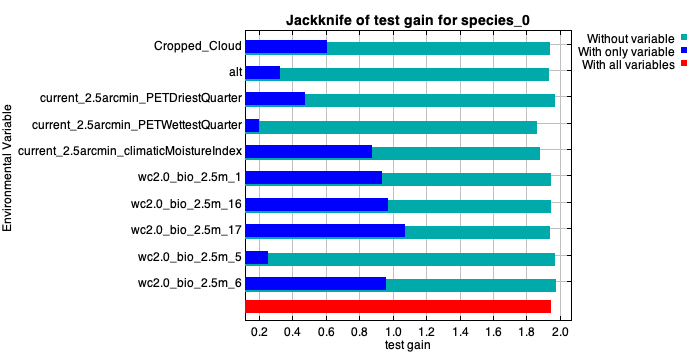 Jackknife of test gain for species_0
Without variable
With only variable
With all variables
Environmental Variable
Cropped_Cloud
alt
current_2.5arcmin_PETDriestQuarter
current_2.5arcmin_PETWettestQuarter
current_2.5arcmin_climaticMoistureIndex
wc2.0_bio_2.5m_1
wc2.0_bio_2.5m_16
wc2.0_bio_2.5m_17
wc2.0_bio_2.5m_5
wc2.0_bio_2.5m_6
0.2 0.4 0.6 0.8 1.0 1.2 1.4 1.6 1.8 2.0
test gain